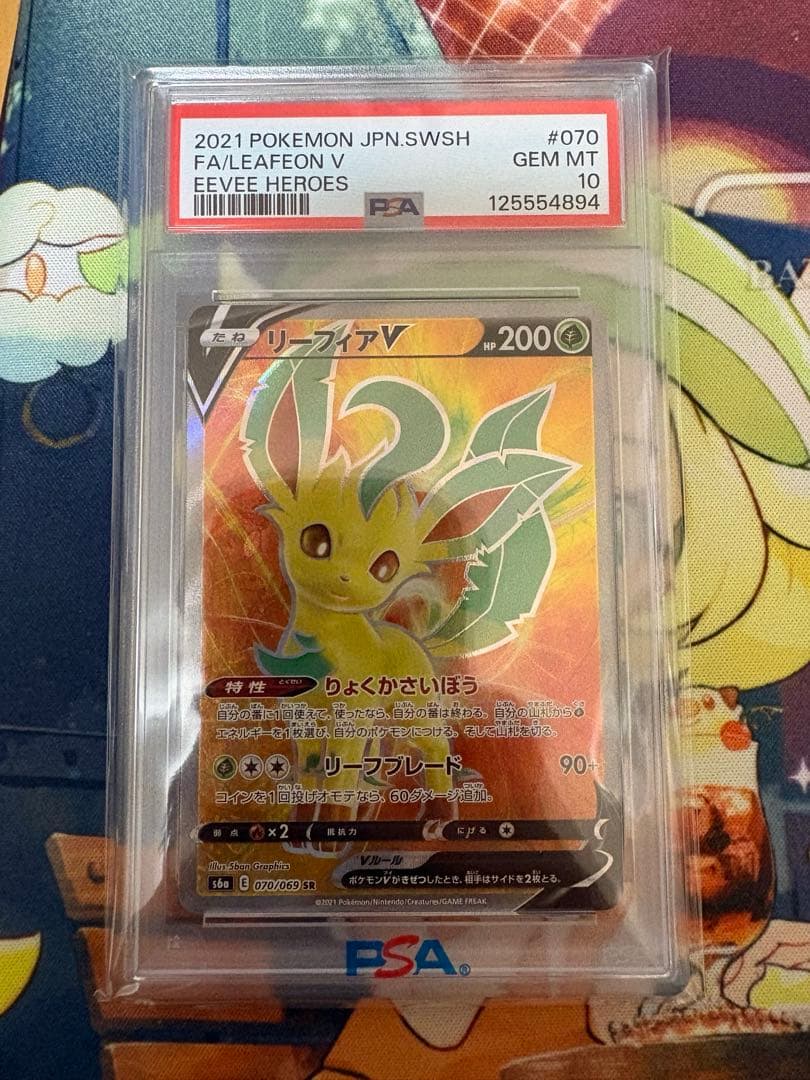 2021 POKEMON JPN.SWSH #070
FA/LEAFEON V GEM MT
EEVEE HEROES 10
PSA 125554894
BA
たね リーフィアV HP 200
特性 とくせい りょくかさいぼう
自分の番に1回使えて、使ったなら、自分の番は終わる。自分の山札から
エネルギーを1枚選び、自分のポケモンにつける。そして山札を切る。
リーフブレード 90+
コインを1回投げオモテなら、60ダメージ追加。
弱点 ×2 抵抗力 にげる
Vルール
ポケモンVがきぜつしたとき、相手はサイドを2枚とる。
Illus. 5ban Graphics
s6a E 070/069 SR
©2021 Pokémon/Nintendo/Creatures/GAME FREAK.
PSA®